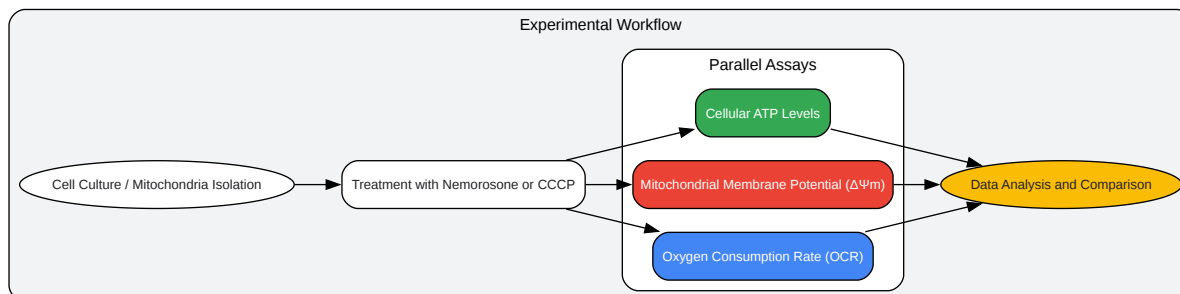 Experimental Workflow
Parallel Assays
Cell Culture / Mitochondria Isolation
Treatment with Nemorosone or CCCP
Cellular ATP Levels
Mitochondrial Membrane Potential (ΔΨm)
Oxygen Consumption Rate (OCR)
Data Analysis and Comparison